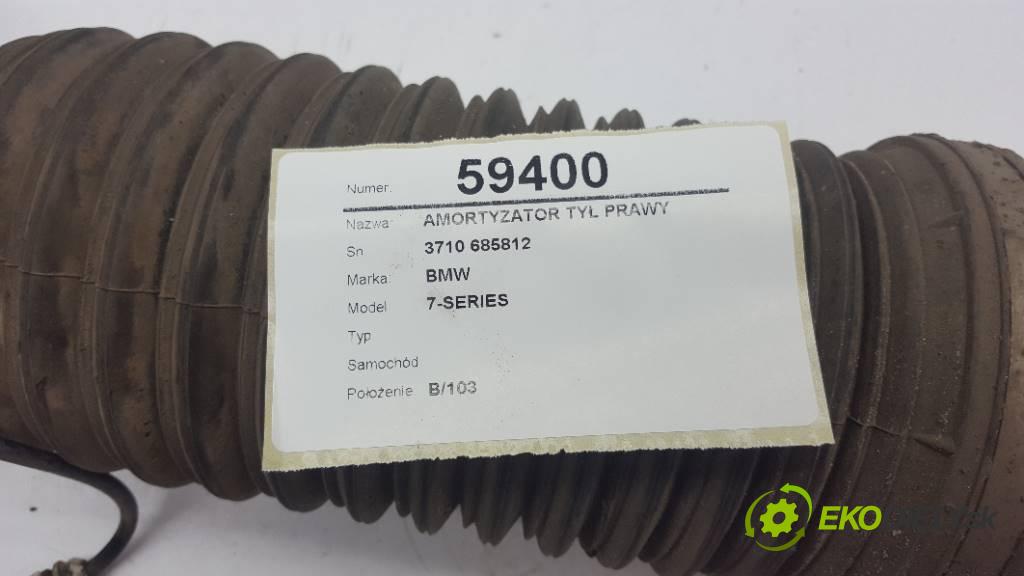 Numer. 59400
Nazwa: AMORTYZATOR TYŁ PRAWY
Sn 3710 685812
Marka: BMW
Model 7-SERIES
Typ
Samochód
Położenie B/103
EKO